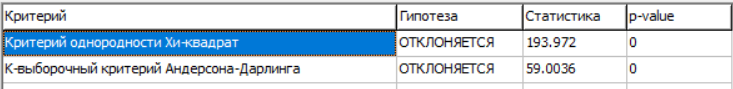 Критерий Гипотеза Статистика p-value
Критерий однородности Хи-квадрат ОТКЛОНЯЕТСЯ 193.972 0
К-выборочный критерий Андерсона-Дарлинга ОТКЛОНЯЕТСЯ 59.0036 0